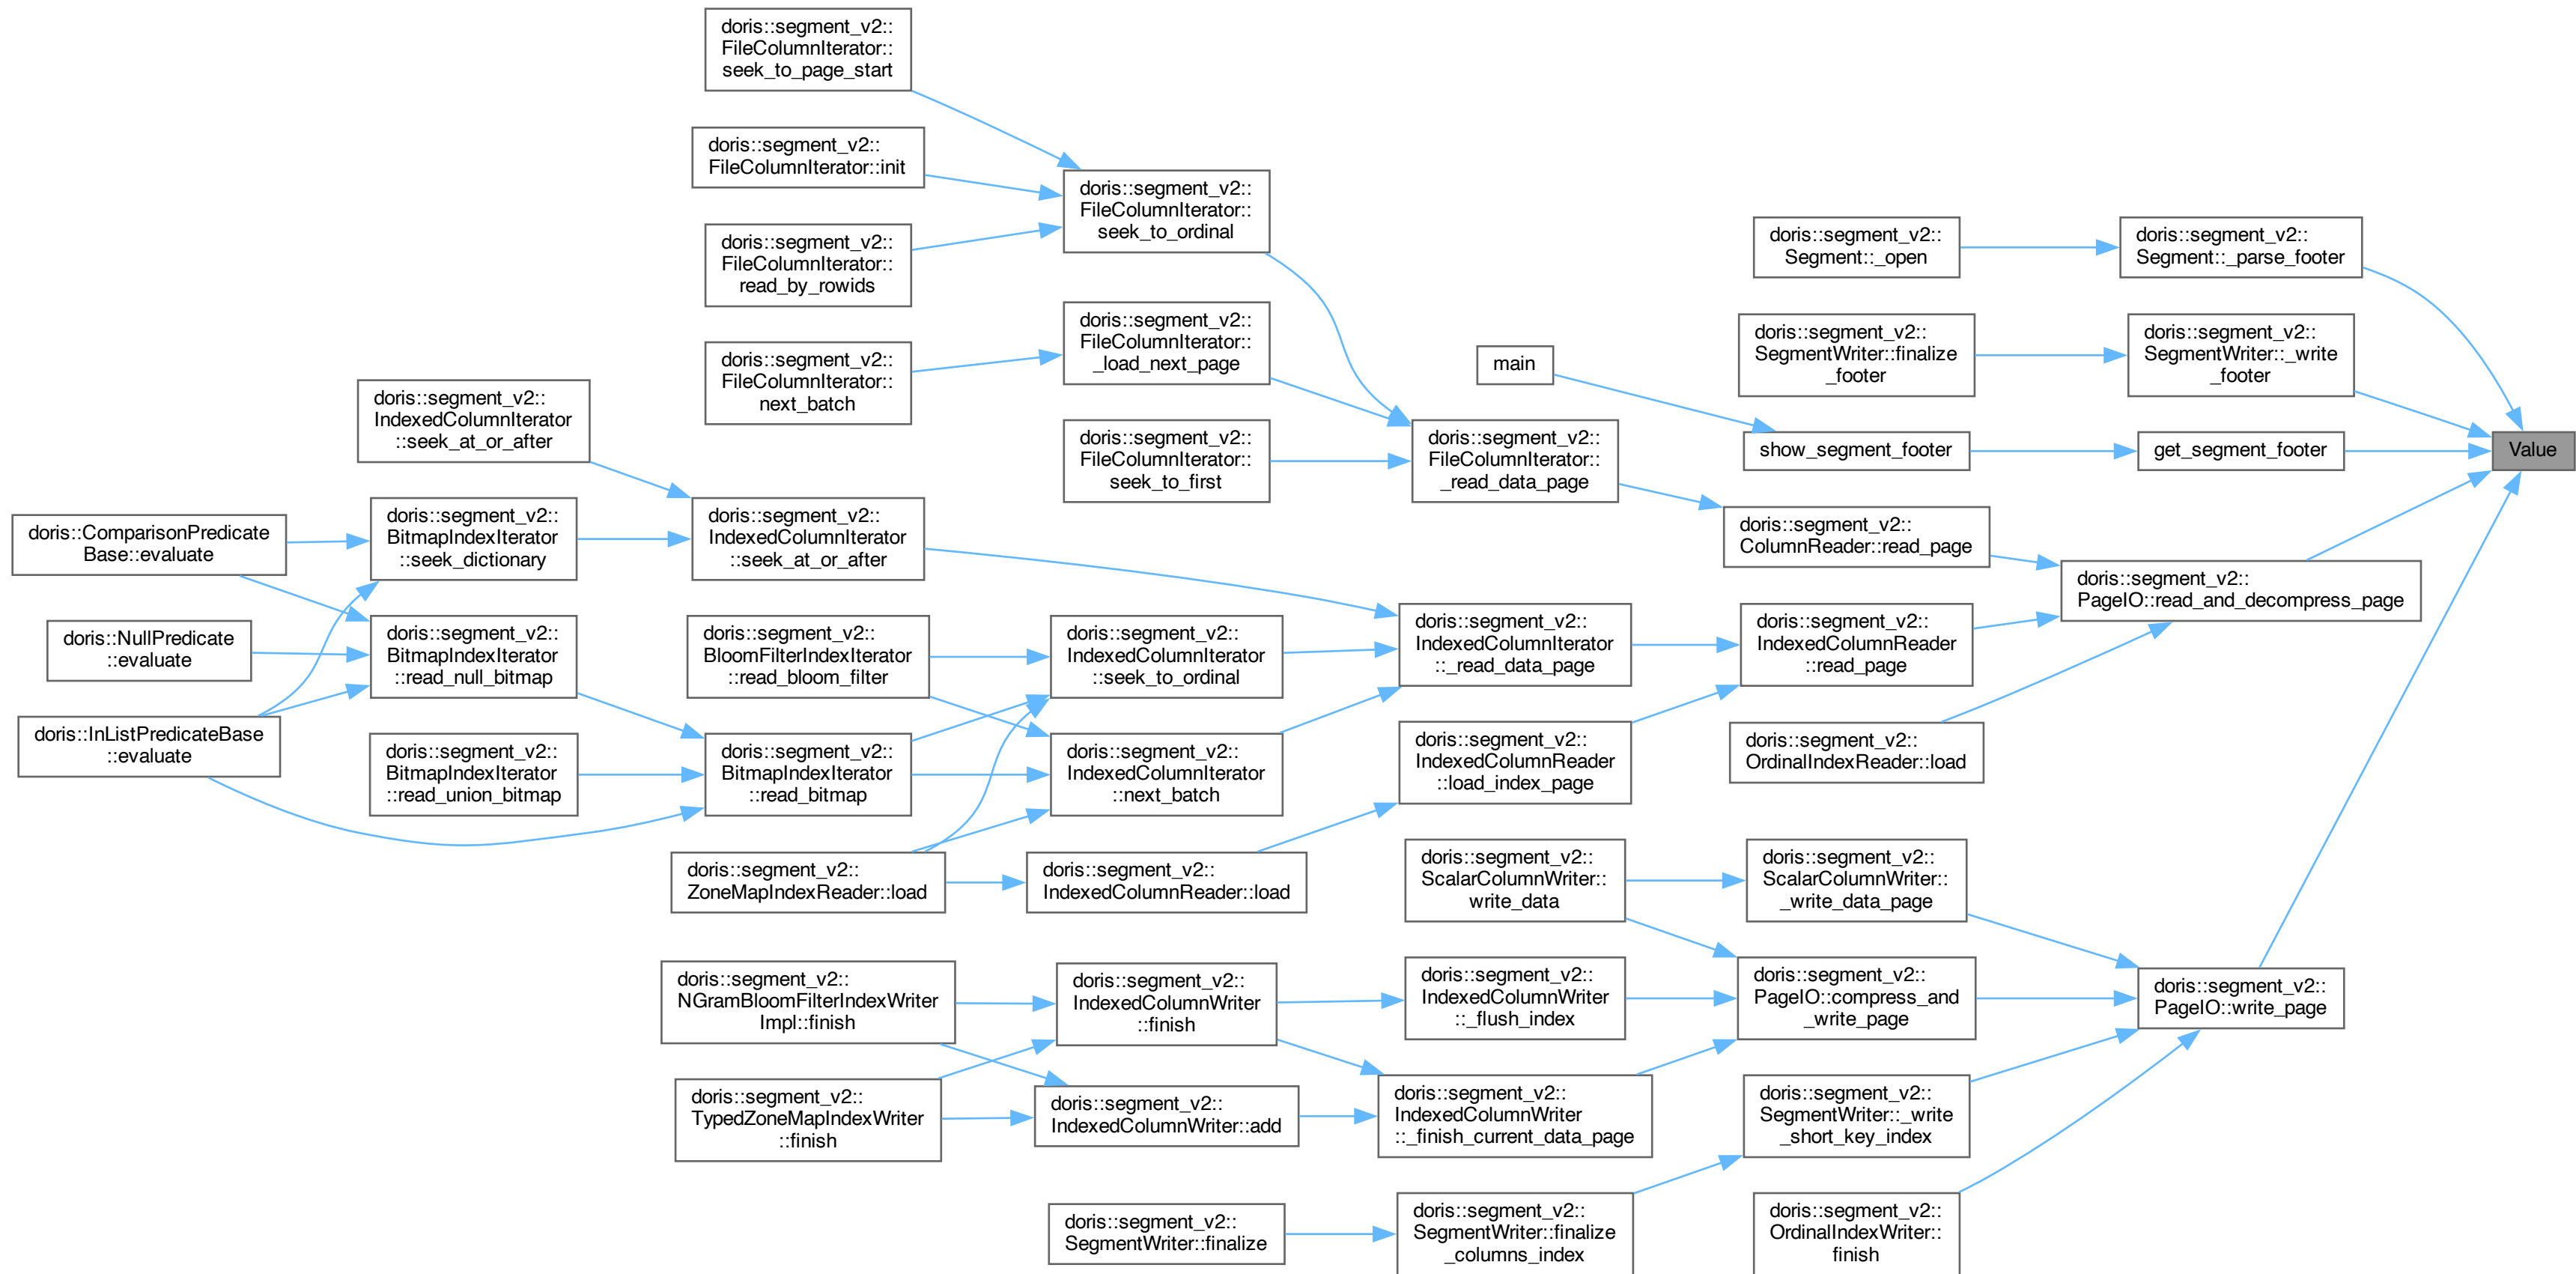 doris::segment_v2::
FileColumnIterator::
seek_to_page_start
doris::segment_v2::
FileColumnIterator::init
doris::segment_v2::
FileColumnIterator::
read_by_rowids
doris::segment_v2::
FileColumnIterator::
next_batch
doris::segment_v2::
FileColumnIterator::
seek_to_ordinal
doris::segment_v2::
FileColumnIterator::
_load_next_page
doris::segment_v2::
FileColumnIterator::
seek_to_first
main
doris::segment_v2::
FileColumnIterator::
_read_data_page
doris::segment_v2::
Segment::_open
doris::segment_v2::
Segment::_parse_footer
doris::segment_v2::
SegmentWriter::finalize
_footer
doris::segment_v2::
SegmentWriter::_write
_footer
show_segment_footer
get_segment_footer
Value
doris::segment_v2::
ColumnReader::read_page
doris::segment_v2::
PageIO::read_and_decompress_page
doris::segment_v2::
IndexedColumnIterator
::seek_at_or_after
doris::ComparisonPredicate
Base::evaluate
doris::segment_v2::
BitmapIndexIterator
::seek_dictionary
doris::segment_v2::
IndexedColumnIterator
::seek_at_or_after
doris::NullPredicate
::evaluate
doris::segment_v2::
BitmapIndexIterator
::read_null_bitmap
doris::segment_v2::
BloomFilterIndexIterator
::read_bloom_filter
doris::segment_v2::
IndexedColumnIterator
::seek_to_ordinal
doris::segment_v2::
IndexedColumnIterator
::_read_data_page
doris::segment_v2::
IndexedColumnReader
::read_page
doris::InListPredicateBase
::evaluate
doris::segment_v2::
BitmapIndexIterator
::read_union_bitmap
doris::segment_v2::
BitmapIndexIterator
::read_bitmap
doris::segment_v2::
IndexedColumnIterator
::next_batch
doris::segment_v2::
IndexedColumnReader
::load_index_page
doris::segment_v2::
OrdinalIndexReader::load
doris::segment_v2::
ZoneMapIndexReader::load
doris::segment_v2::
IndexedColumnReader::load
doris::segment_v2::
ScalarColumnWriter::
write_data
doris::segment_v2::
ScalarColumnWriter::
_write_data_page
doris::segment_v2::
NGramBloomFilterIndexWriter
Impl::finish
doris::segment_v2::
IndexedColumnWriter
::finish
doris::segment_v2::
IndexedColumnWriter
::_flush_index
doris::segment_v2::
PageIO::compress_and
_write_page
doris::segment_v2::
PageIO::write_page
doris::segment_v2::
TypedZoneMapIndexWriter
::finish
doris::segment_v2::
IndexedColumnWriter::add
doris::segment_v2::
IndexedColumnWriter
::_finish_current_data_page
doris::segment_v2::
SegmentWriter::_write
_short_key_index
doris::segment_v2::
SegmentWriter::finalize
doris::segment_v2::
SegmentWriter::finalize
_columns_index
doris::segment_v2::
OrdinalIndexWriter::
finish